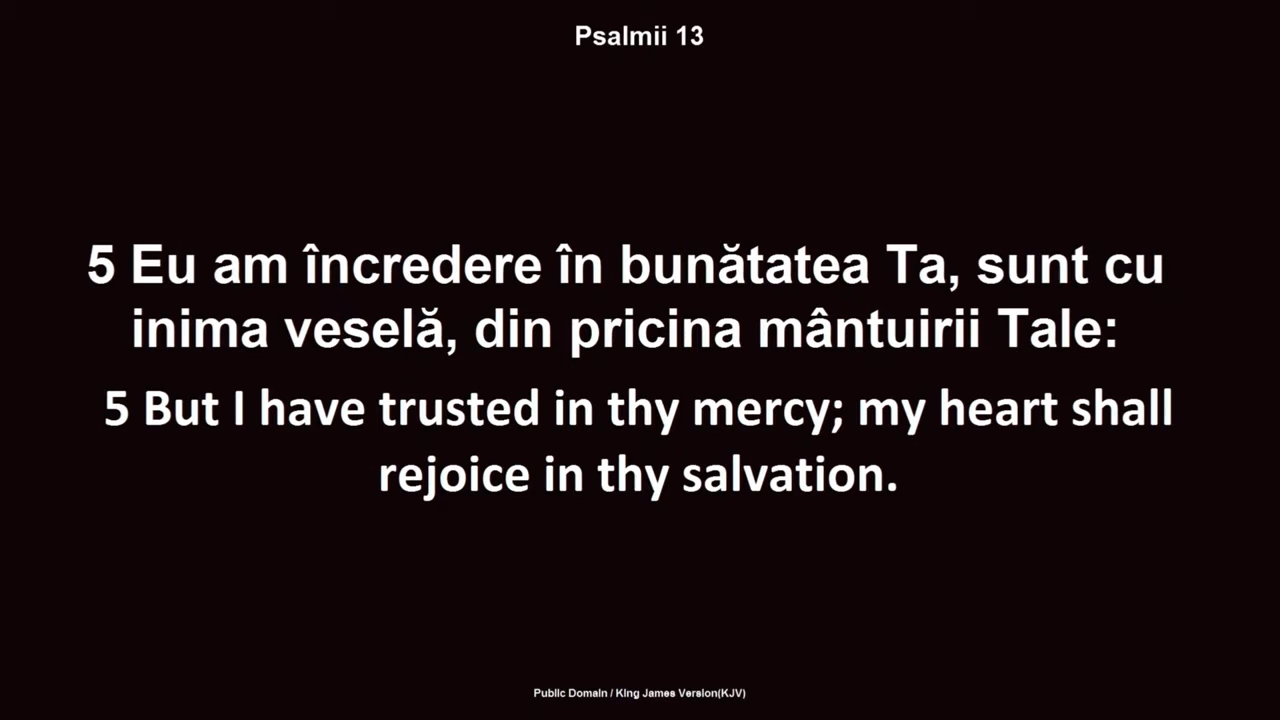 Psalmii 13
5 Eu am încredere în bunătatea Ta, sunt cu
inima veselă, din pricina mântuirii Tale:
5 But I have trusted in thy mercy; my heart shall
rejoice in thy salvation.
Public Domain / King James Version(KJV)